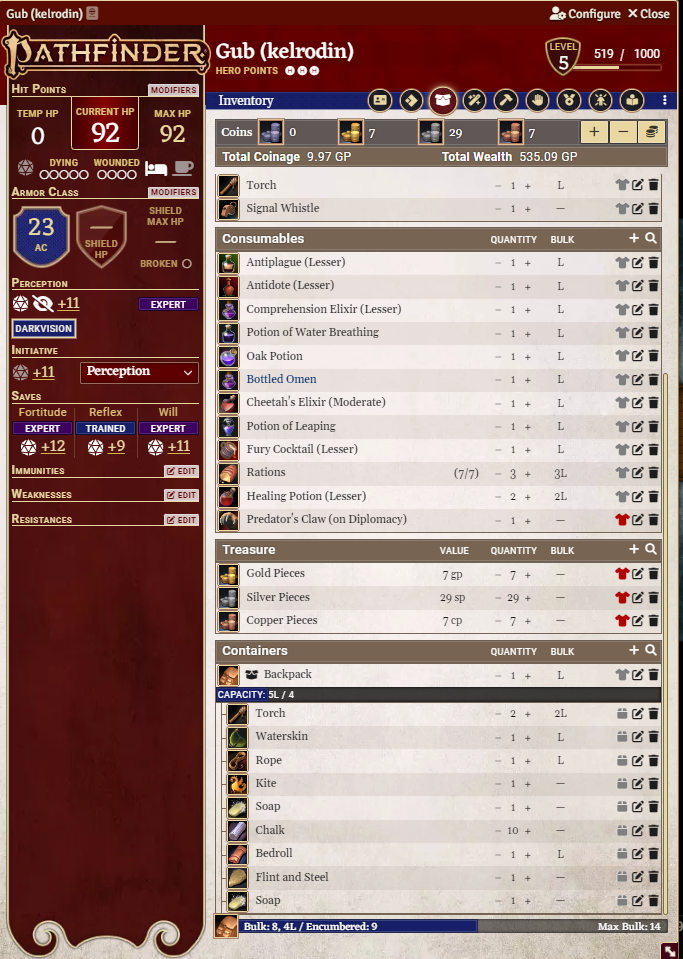 Gub (kelrodin)
Configure
Close
PATHFINDER
Gub (kelrodin)
HERO POINTS
LEVEL
5
519 / 1000
HIT POINTS
MODIFIERS
TEMP HP
0
CURRENT HP
92
MAX HP
92
DYING
WOUNDED
ARMOR CLASS
MODIFIERS
23
AC
—
SHIELD
HP
SHIELD
MAX HP
—
BROKEN
PERCEPTION
+11
EXPERT
DARKVISION
INITIATIVE
+11
Perception
SAVES
Fortitude Reflex Will
EXPERT TRAINED EXPERT
+12 +9 +11
IMMUNITIES
EDIT
WEAKNESSES
EDIT
RESISTANCES
EDIT
Inventory
Coins 0 7 29 7 + −
Total Coinage 9.97 GP Total Wealth 535.09 GP
Torch − 1 + L
Signal Whistle − 1 +
Consumables QUANTITY BULK +
Antiplague (Lesser) − 1 + L
Antidote (Lesser) − 1 + L
Comprehension Elixir (Lesser) − 1 + L
Potion of Water Breathing − 1 + L
Oak Potion − 1 + L
Bottled Omen − 1 + L
Cheetah's Elixir (Moderate) − 1 + L
Potion of Leaping − 1 + L
Fury Cocktail (Lesser) − 1 + L
Rations (7/7) − 3 + 3L
Healing Potion (Lesser) − 2 + 2L
Predator's Claw (on Diplomacy) − 1 + —
Treasure VALUE QUANTITY BULK +
Gold Pieces 7 gp − 7 + —
Silver Pieces 29 sp − 29 + —
Copper Pieces 7 cp − 7 + —
Containers QUANTITY BULK +
Backpack − 1 + L
CAPACITY: 5L / 4
Torch − 2 + 2L
Waterskin − 1 + L
Rope − 1 + L
Kite − 1 + —
Soap − 1 + —
Chalk − 10 + —
Bedroll − 1 + L
Flint and Steel − 1 + —
Soap − 1 + —
Bulk: 8, 4L / Encumbered: 9 Max Bulk: 14